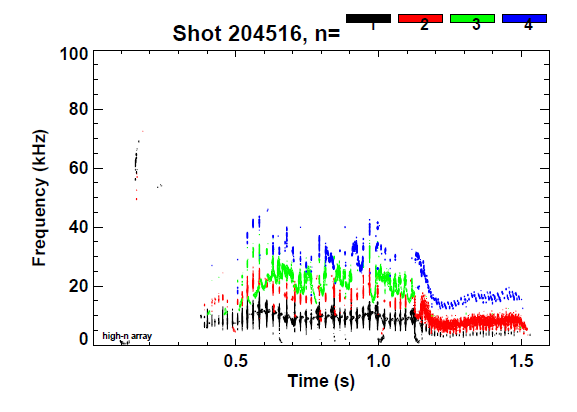 Shot 204516, n=
1 2 3 4
Frequency (kHz)
100
80
60
40
20
0
high-n array
0.5 1.0 1.5
Time (s)